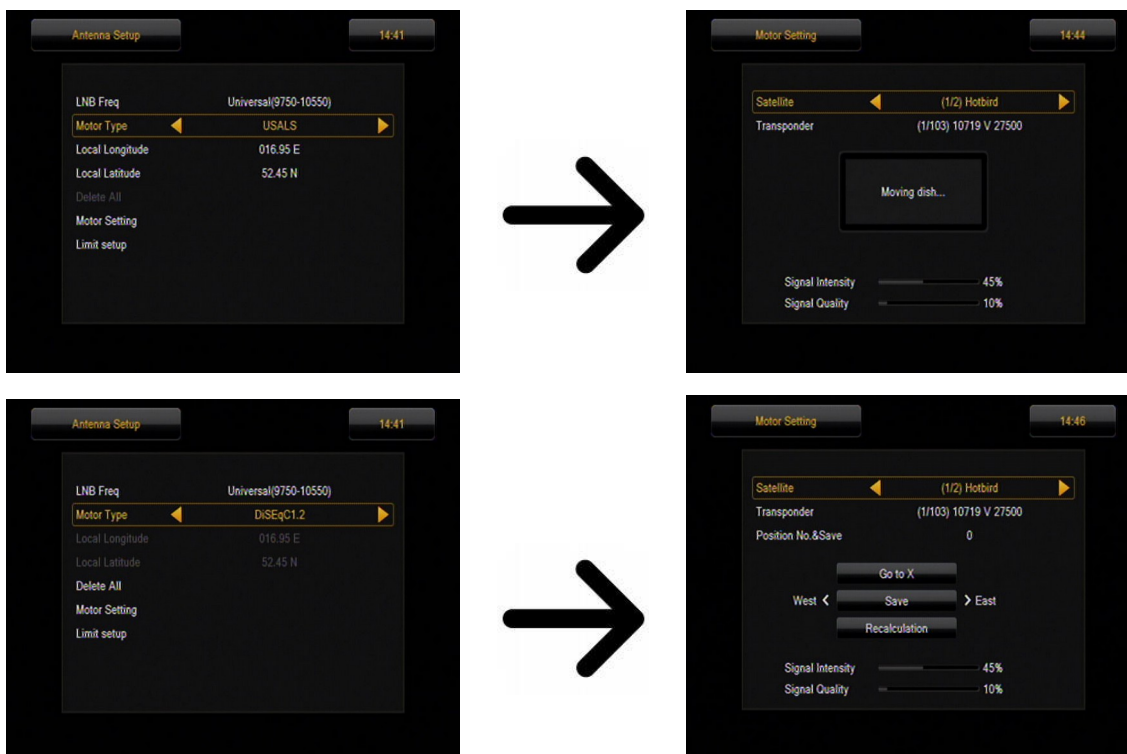 Antenna Setup 14:41
LNB Freq Universal(9750-10550)
Motor Type USALS
Local Longitude 016.95 E
Local Latitude 52.45 N
Delete All
Motor Setting
Limit setup
Motor Setting 14:44
Satellite (1/2) Hotbird
Transponder (1/103) 10719 V 27500
Moving dish...
Signal Intensity 45%
Signal Quality 10%
Antenna Setup 14:41
LNB Freq Universal(9750-10550)
Motor Type DiSEqC1.2
Local Longitude 016.95 E
Local Latitude 52.45 N
Delete All
Motor Setting
Limit setup
Motor Setting 14:46
Satellite (1/2) Hotbird
Transponder (1/103) 10719 V 27500
Position No.&Save 0
Go to X
West < Save > East
Recalculation
Signal Intensity 45%
Signal Quality 10%